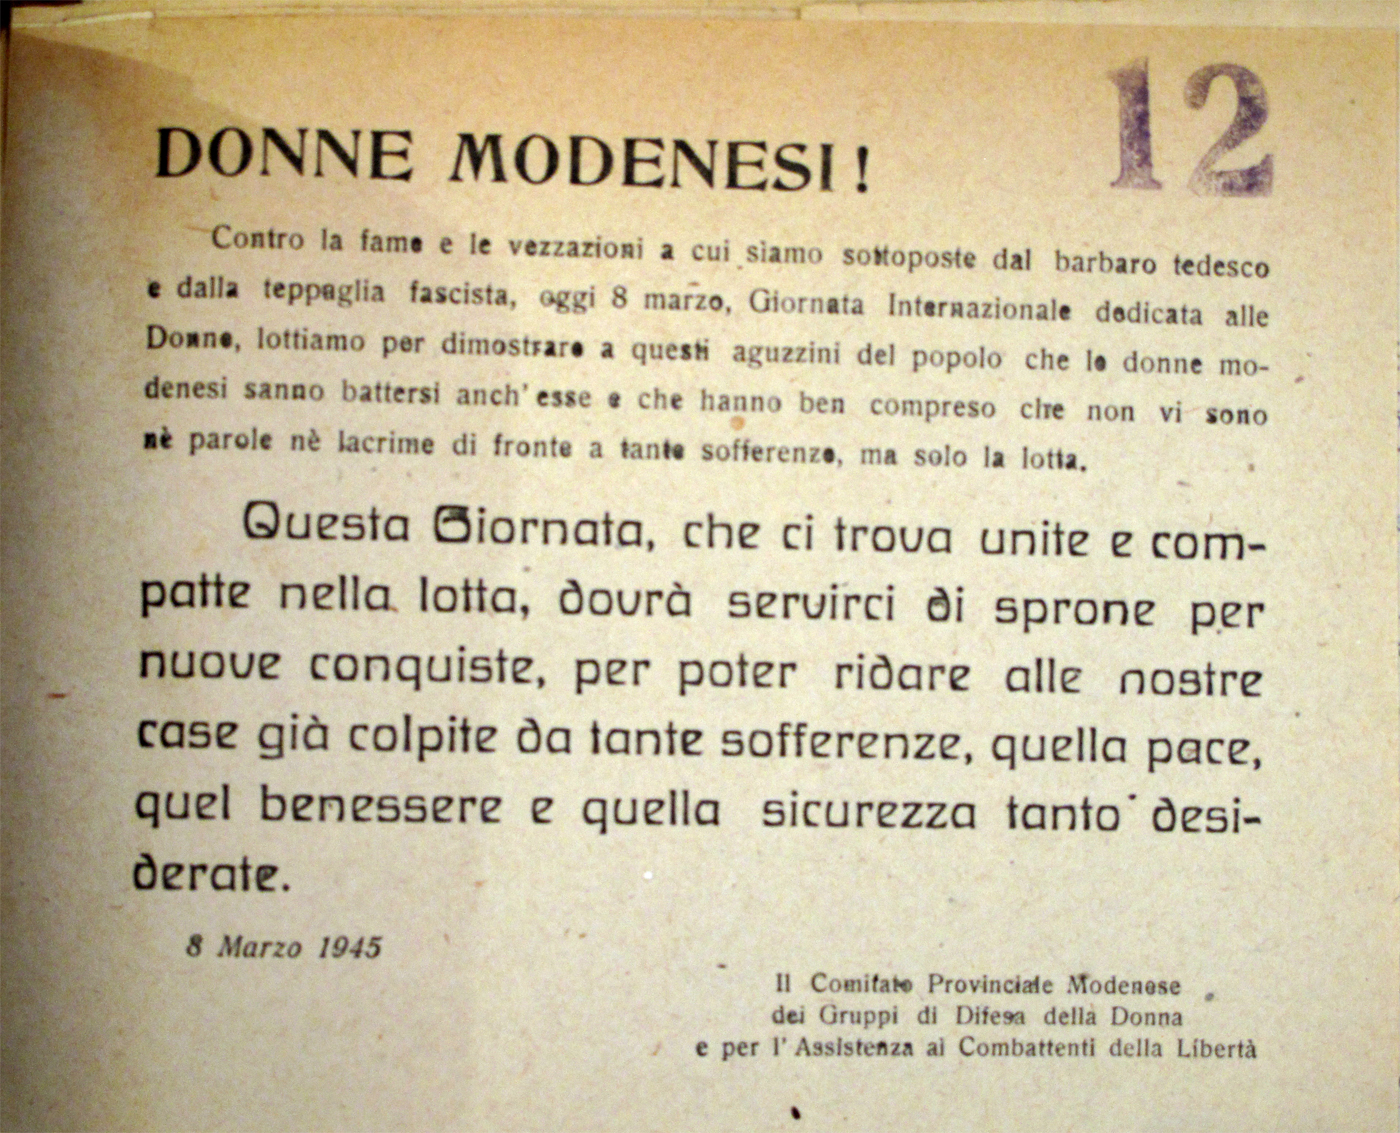 12
DONNE MODENESI!
Contro la fame e le vezzazioni a cui siamo sottoposte dal barbaro tedesco
e dalla teppaglia fascista, oggi 8 marzo, Giornata Internazionale dedicata alle
Donne, lottiamo per dimostrare a questi aguzzini del popolo che le donne mo-
denesi sanno battersi anch' esse e che hanno ben compreso che non vi sono
nè parole nè lacrime di fronte a tante sofferenze, ma solo la lotta.
Questa Giornata, che ci trova unite e com-
patte nella lotta, dovrà servirci di sprone per
nuove conquiste, per poter ridare alle nostre
case già colpite da tante sofferenze, quella pace,
quel benessere e quella sicurezza tanto desi-
derate.
8 Marzo 1945
Il Comitato Provinciale Modenese
dei Gruppi di Difesa della Donna
e per l' Assistenza ai Combattenti della Libertà